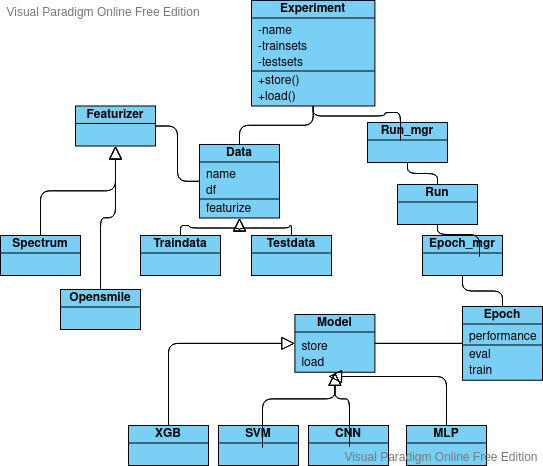 Visual Paradigm Online Free Edition
Experiment
-name
-trainsets
-testsets
+store()
+load()
Featurizer
Run_mgr
Data
name
df
featurize
Run
Spectrum
Traindata
Testdata
Epoch_mgr
Opensmile
Model
store
load
Epoch
performance
eval
train
XGB
SVM
CNN
MLP
Visual Paradigm Online Free Edition